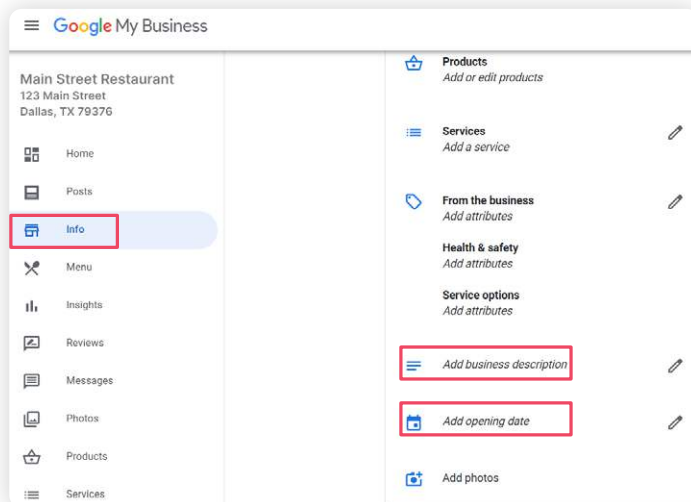 Google My Business
Main Street Restaurant
123 Main Street
Dallas, TX 79376
Home
Posts
Info
Menu
Insights
Reviews
Messages
Photos
Products
Services
Products
Add or edit products
Services
Add a service
From the business
Add attributes
Health & safety
Add attributes
Service options
Add attributes
Add business description
Add opening date
Add photos